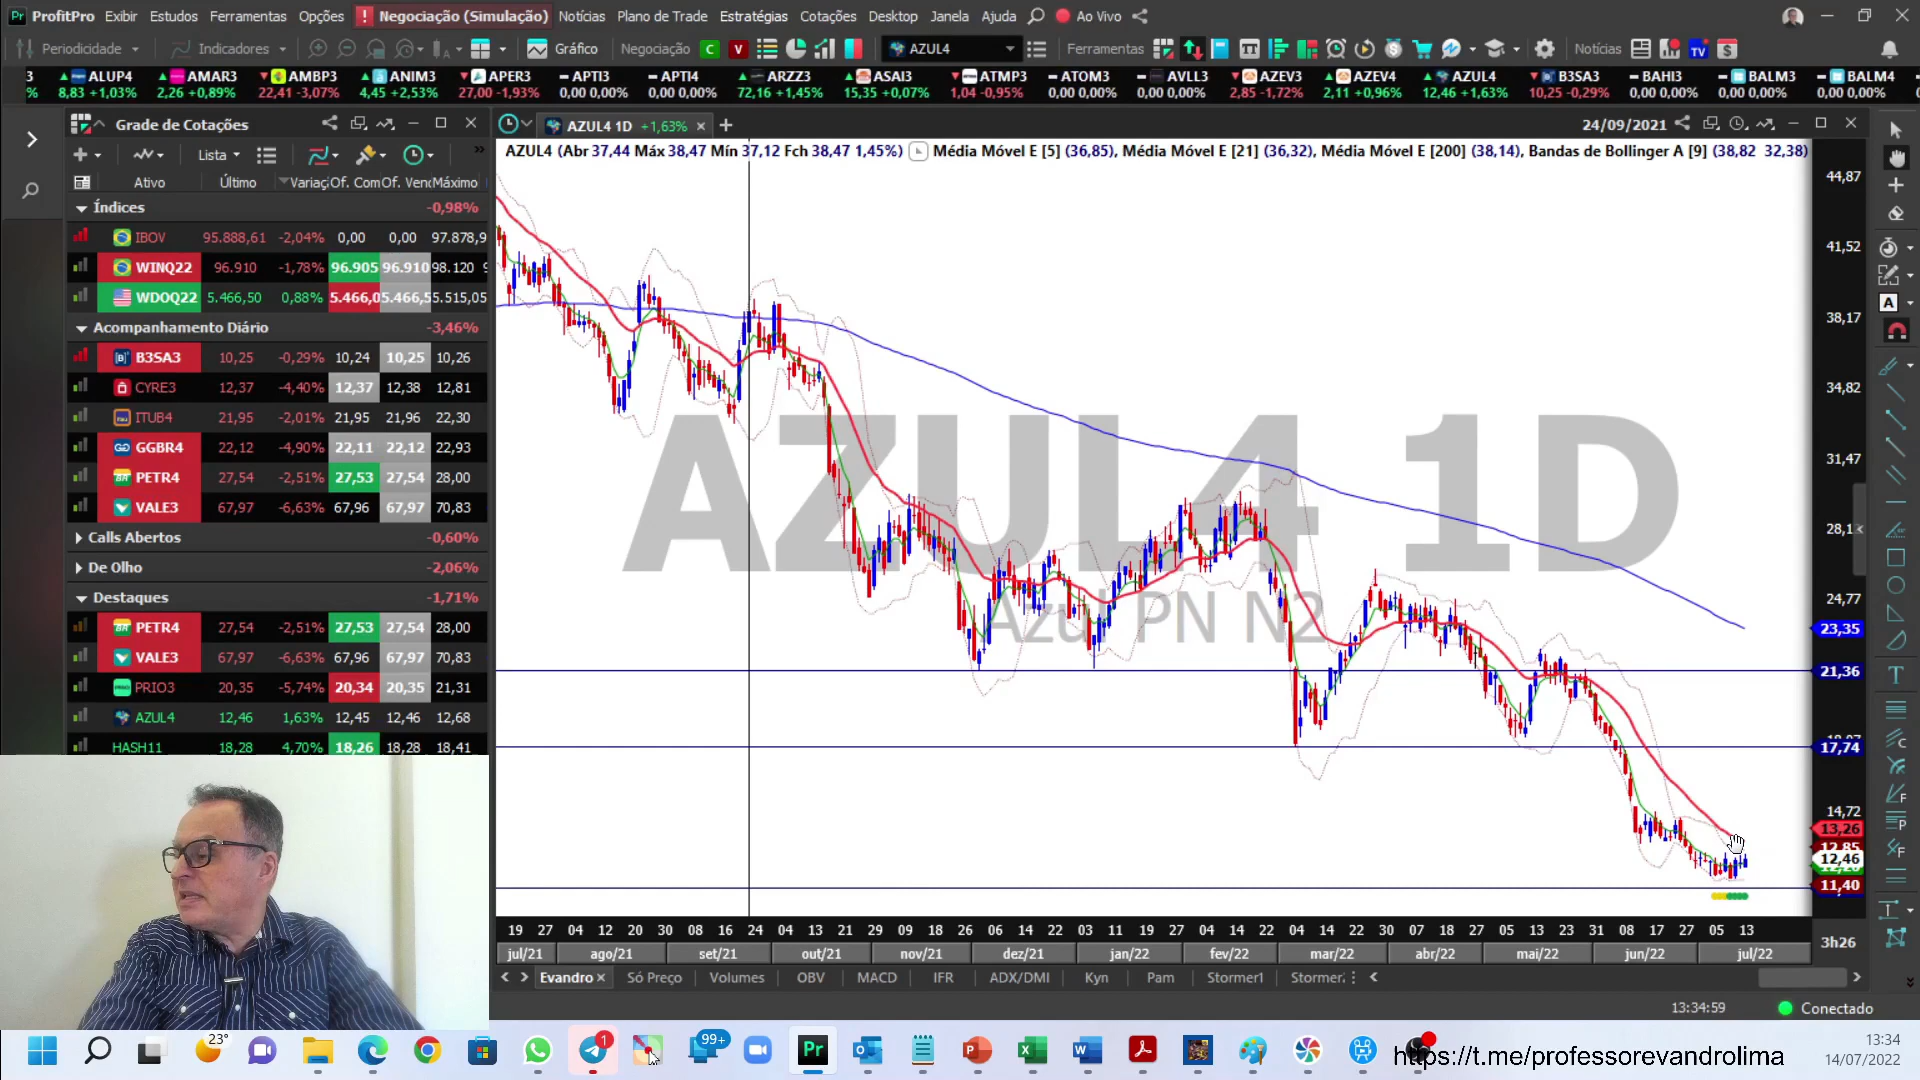 ProfitPro Exibir Estudos Ferramentas Opções Negociação (Simulação) Notícias Plano de Trade Estratégias Cotações Desktop Janela Ajuda Ao Vivo
Periodicidade Indicadores Gráfico Negociação C V AZUL4 Ferramentas Notícias
3 ALUP4 AMAR3 AMBP3 ANIM3 APER3 APTI3 APTI4 ARZZ3 ASAI3 ATMP3 ATOM3 AVLL3 AZEV3 AZEV4 AZUL4 B3SA3 BAHI3 BALM3 BALM4
% 8,83 +1,03% 2,26 +0,89% 22,41 -3,07% 4,45 +2,53% 27,00 -1,93% 0,00 0,00% 0,00 0,00% 72,16 +1,45% 15,35 +0,07% 1,04 -0,95% 0,00 0,00% 0,00 0,00% 2,85 -1,72% 2,11 +0,96% 12,46 +1,63% 10,25 -0,29% 0,00 0,00% 0,00 0,00% 0,00 0,00%
Grade de Cotações
AZUL4 1D +1,63%
24/09/2021
Lista
AZUL4 (Abr 37,44 Máx 38,47 Mín 37,12 Fch 38,47 1,45%) Média Móvel E [5] (36,85), Média Móvel E [21] (36,32), Média Móvel E [200] (38,14), Bandas de Bollinger A [9] (38,82 32,38)
Ativo Último Variaç Of. Com Of. Venc Máximo
Índices -0,98%
IBOV 95.888,61 -2,04% 0,00 0,00 97.878,9
WINQ22 96.910 -1,78% 96.905 96.910 98.120
WDOQ22 5.466,50 0,88% 5.466,0 5.466,5 5.515,05
Acompanhamento Diário -3,46%
B3SA3 10,25 -0,29% 10,24 10,25 10,26
CYRE3 12,37 -4,40% 12,37 12,38 12,81
ITUB4 21,95 -2,01% 21,95 21,96 22,30
GGBR4 22,12 -4,90% 22,11 22,12 22,93
PETR4 27,54 -2,51% 27,53 27,54 28,00
VALE3 67,97 -6,63% 67,96 67,97 70,83
Calls Abertos -0,60%
De Olho -2,06%
Destaques -1,71%
PETR4 27,54 -2,51% 27,53 27,54 28,00
VALE3 67,97 -6,63% 67,96 67,97 70,83
PRIO3 20,35 -5,74% 20,34 20,35 21,31
AZUL4 12,46 1,63% 12,45 12,46 12,68
HASH11 18,28 4,70% 18,26 18,28 18,41
AZUL4 1D
Azul PN N2
44,87
41,52
38,17
34,82
31,47
28,1
24,77
23,35
21,36
17,74
14,72
13,26
12,85
12,46
11,40
19 27 04 12 20 30 08 16 24 04 13 21 29 09 18 26 06 14 22 03 11 19 27 04 14 22 04 14 22 30 07 18 27 05 13 23 31 08 17 27 05 13
jul/21 ago/21 set/21 out/21 nov/21 dez/21 jan/22 fev/22 mar/22 abr/22 mai/22 jun/22 jul/22
3h26
Evandro Só Preço Volumes OBV MACD IFR ADX/DMI Kyn Pam Stormer1 Stormer.
13:34:59 Conectado
23° 1 99+ Pr
https://t.me/professorevandrolima
13:34
14/07/2022